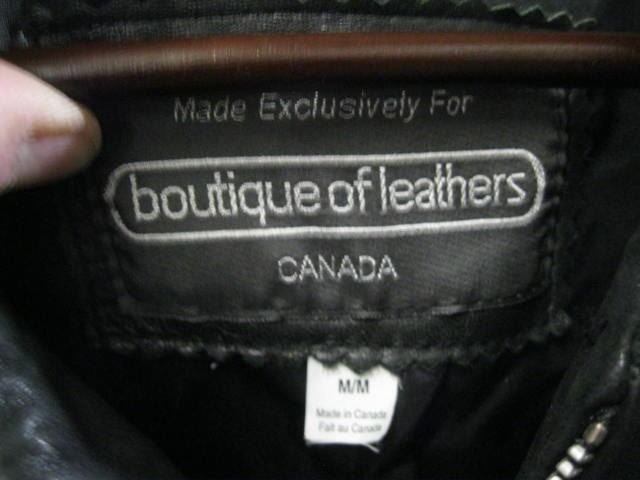 Made Exclusively For
boutique of leathers
CANADA
M/M
Made in Canada
Fait au Canada